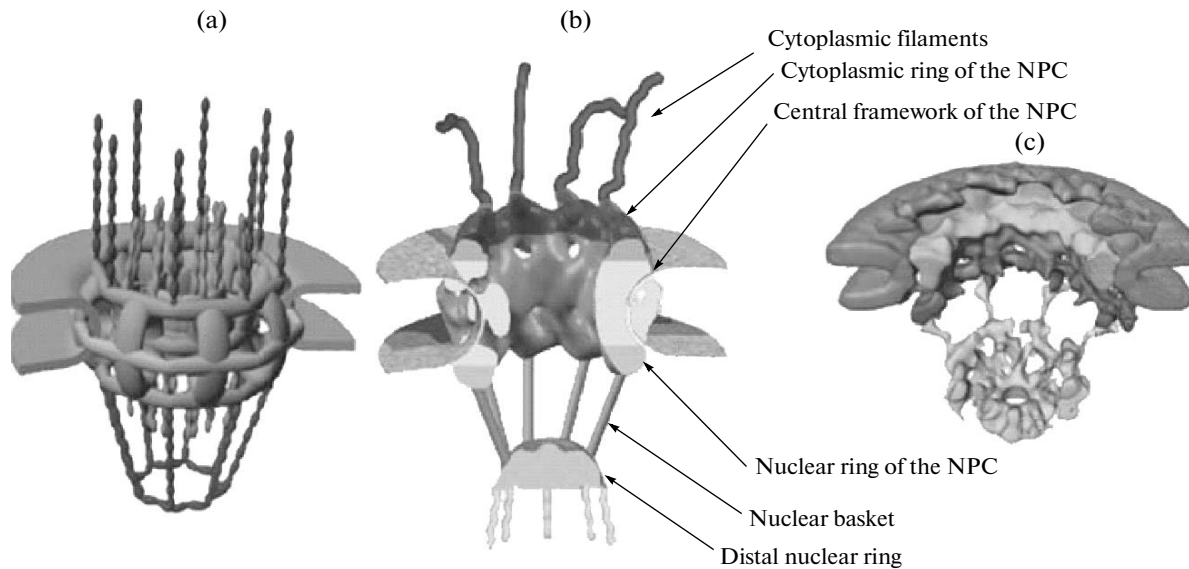 (a)
(b)
Cytoplasmic filaments
Cytoplasmic ring of the NPC
Central framework of the NPC
(c)
Nuclear ring of the NPC
Nuclear basket
Distal nuclear ring